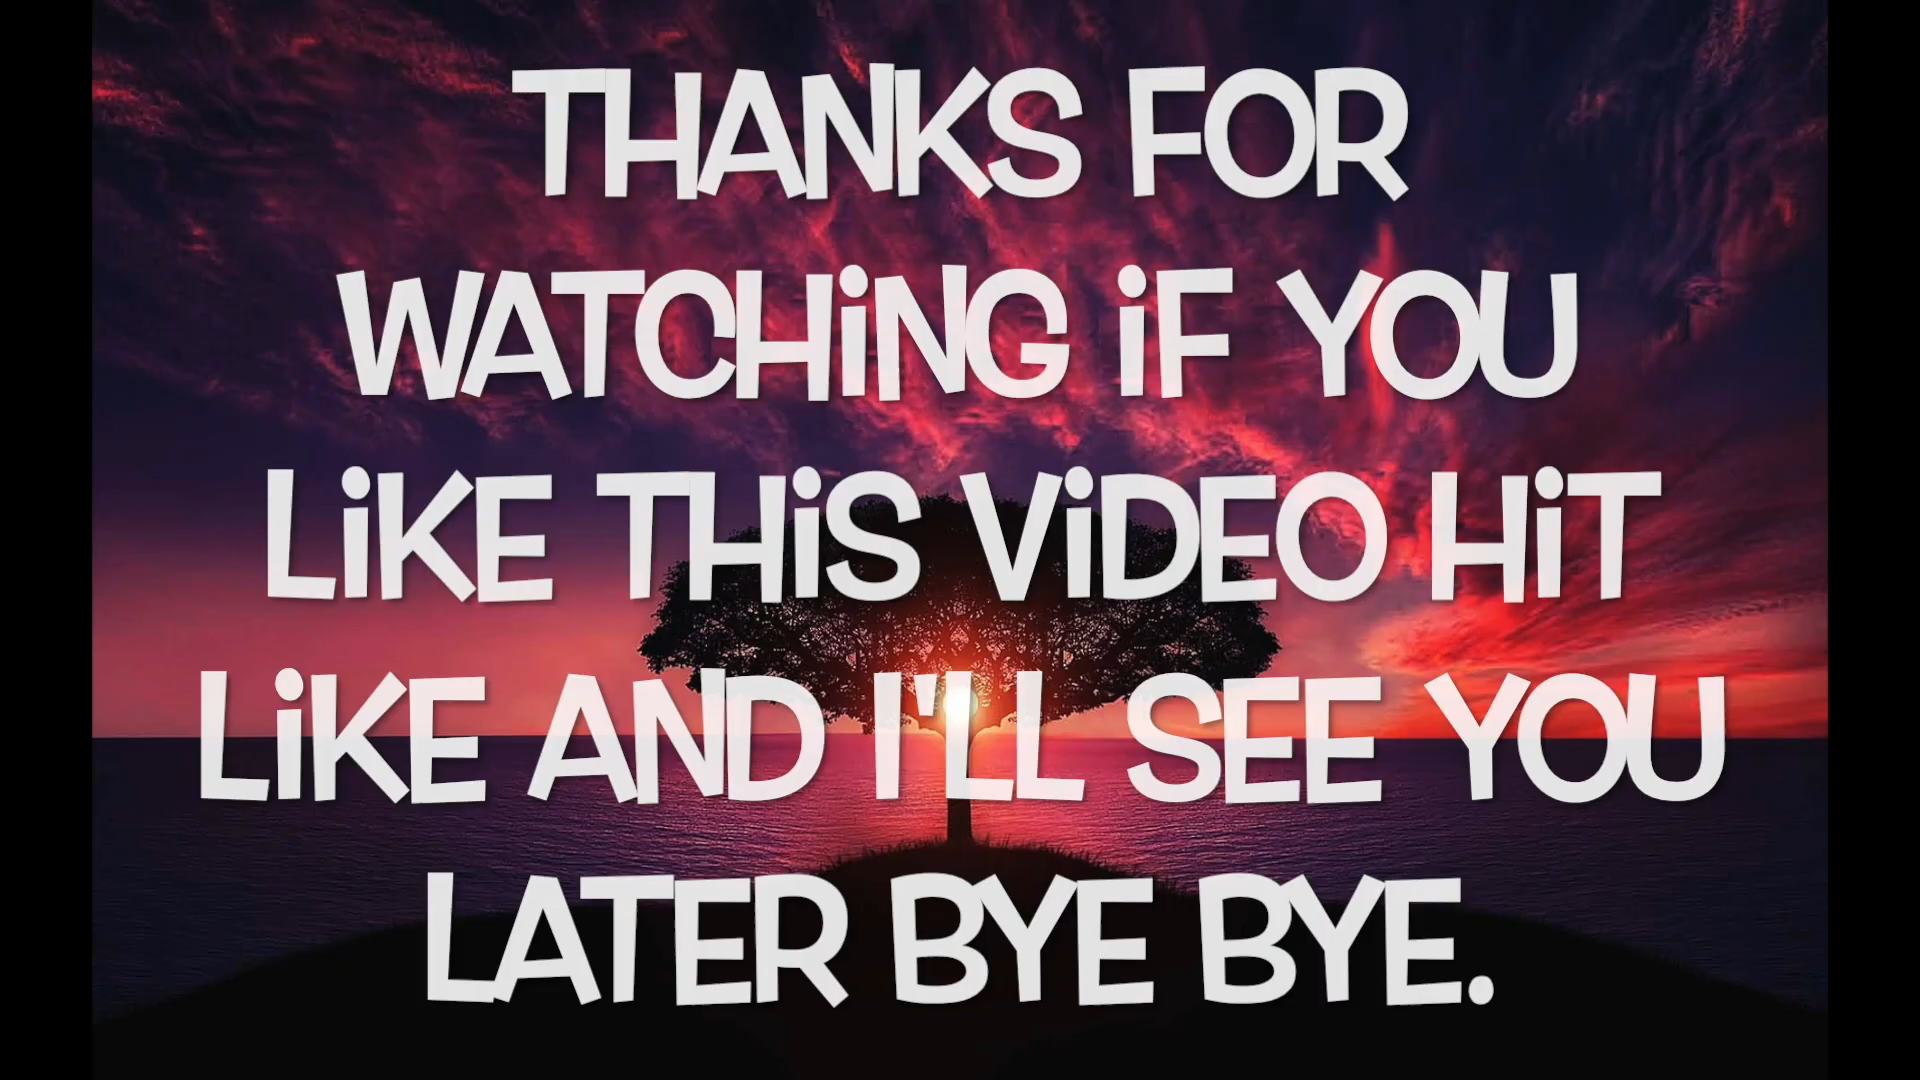 THANKS FOR
WATCHiNG iF YOU
LiKE THiS ViDEO HiT
LiKE AND I'LL SEE YOU
LATER BYE BYE.